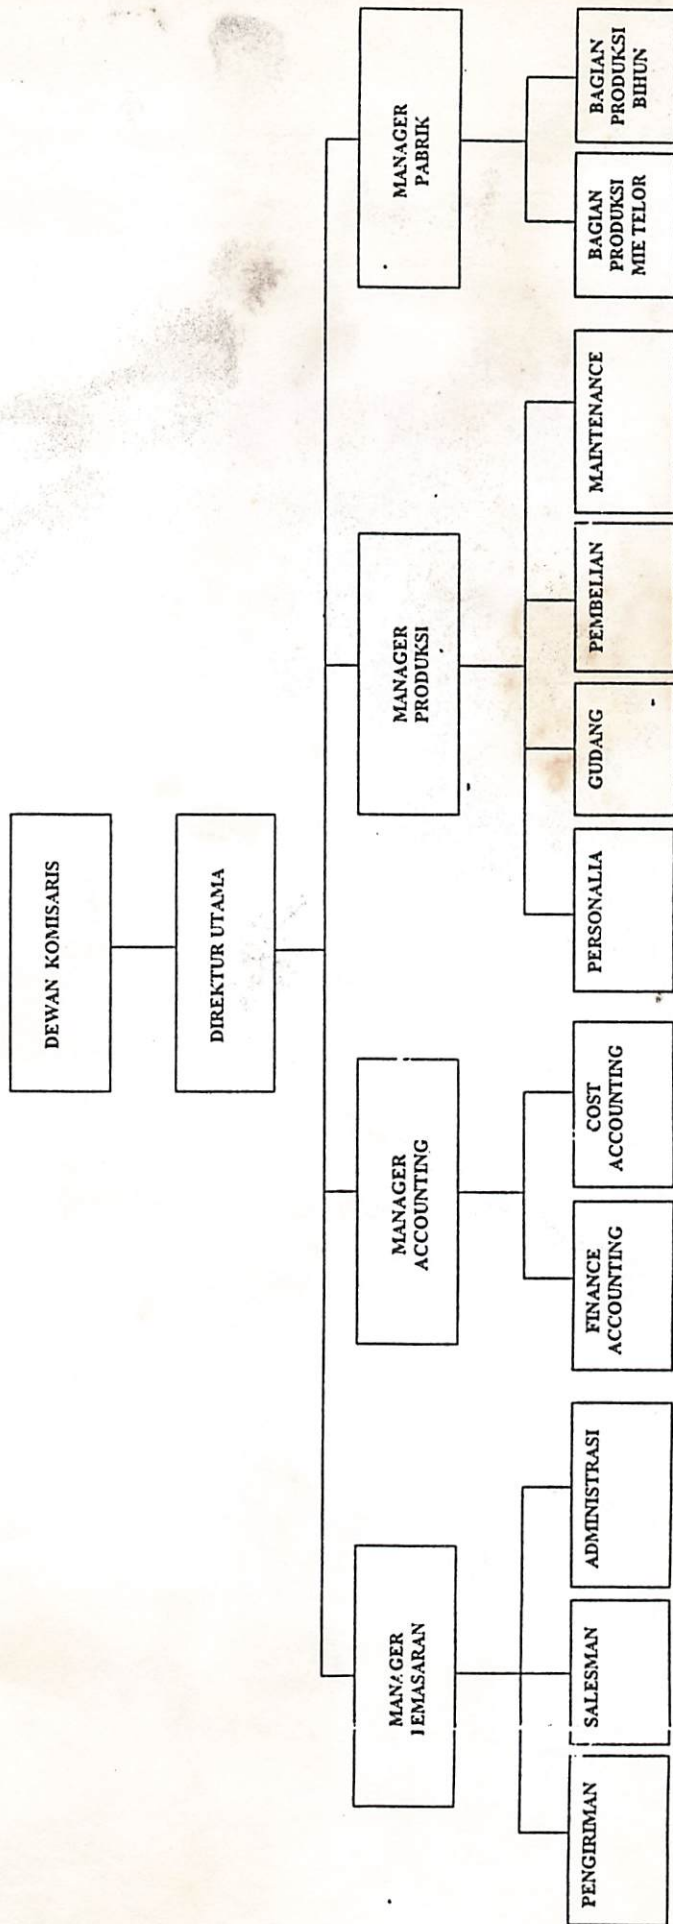 DEWAN KOMISARIS
DIREKTUR UTAMA
MANAGER
PEMASARAN
MANAGER
ACCOUNTING
MANAGER
PRODUKSI
MANAGER
PABRIK
PENGIRIMAN
SALESMAN
ADMINISTRASI
FINANCE
ACCOUNTING
COST
ACCOUNTING
PERSONALIA
GUDANG
PEMBELIAN
MAINTENANCE
BAGIAN
PRODUKSI
MIE TELOR
BAGIAN
PRODUKSI
BIHUN